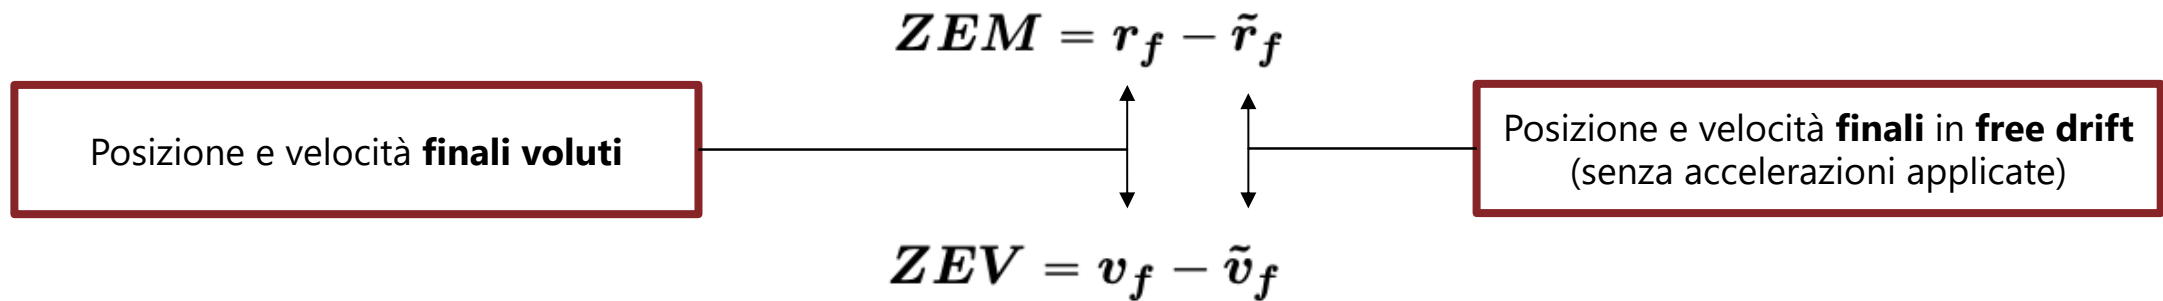 ZEM = r_f − r̃_f
Posizione e velocità finali voluti
Posizione e velocità finali in free drift
(senza accelerazioni applicate)
ZEV = v_f − ṽ_f